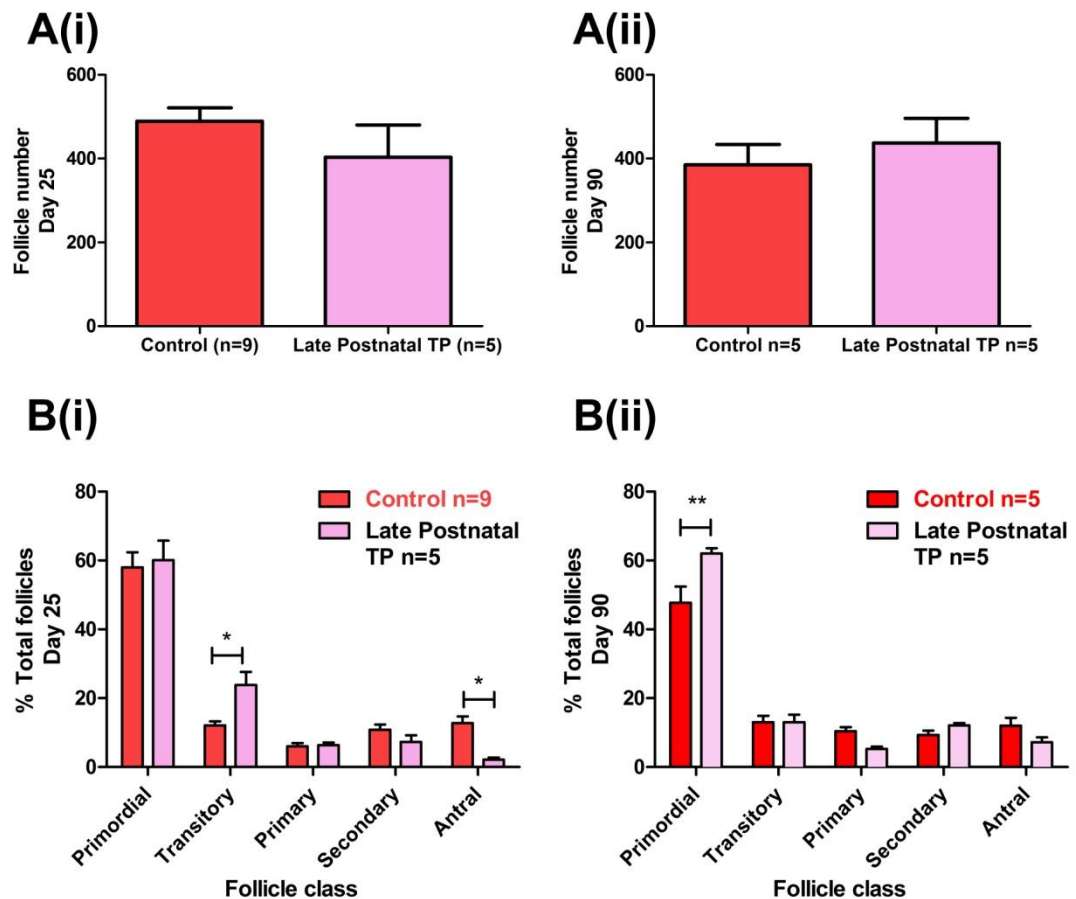 A(i)
600
400
200
0
Follicle number
Day 25
Control (n=9)
Late Postnatal TP (n=5)
A(ii)
600
400
200
0
Follicle number
Day 90
Control n=5
Late Postnatal TP n=5
B(i)
80
60
40
20
0
% Total follicles
Day 25
Control n=9
Late Postnatal
TP n=5
*
*
Primordial
Transitory
Primary
Secondary
Antral
Follicle class
B(ii)
80
60
40
20
0
% Total follicles
Day 90
**
Control n=5
Late Postnatal
TP n=5
Primordial
Transitory
Primary
Secondary
Antral
Follicle class